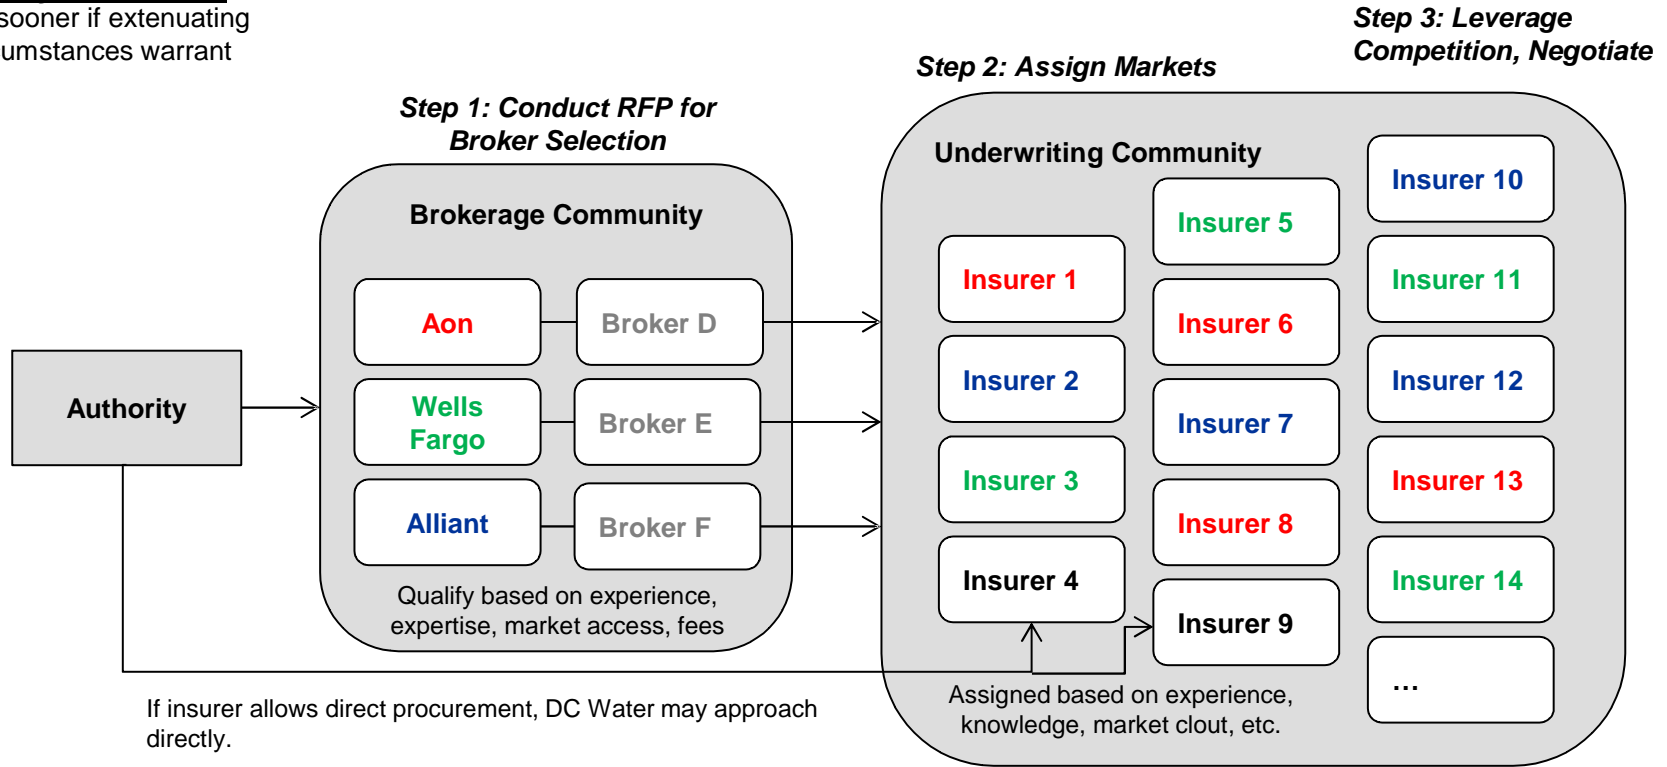 sooner if extenuating
cumstances warrant
Step 1: Conduct RFP for
Broker Selection
Step 2: Assign Markets
Step 3: Leverage
Competition, Negotiate
Authority
Brokerage Community
Aon
Broker D
Wells
Fargo
Broker E
Alliant
Broker F
Qualify based on experience,
expertise, market access, fees
Underwriting Community
Insurer 1
Insurer 2
Insurer 3
Insurer 4
Insurer 5
Insurer 6
Insurer 7
Insurer 8
Insurer 9
Insurer 10
Insurer 11
Insurer 12
Insurer 13
Insurer 14
...
Assigned based on experience,
knowledge, market clout, etc.
If insurer allows direct procurement, DC Water may approach
directly.